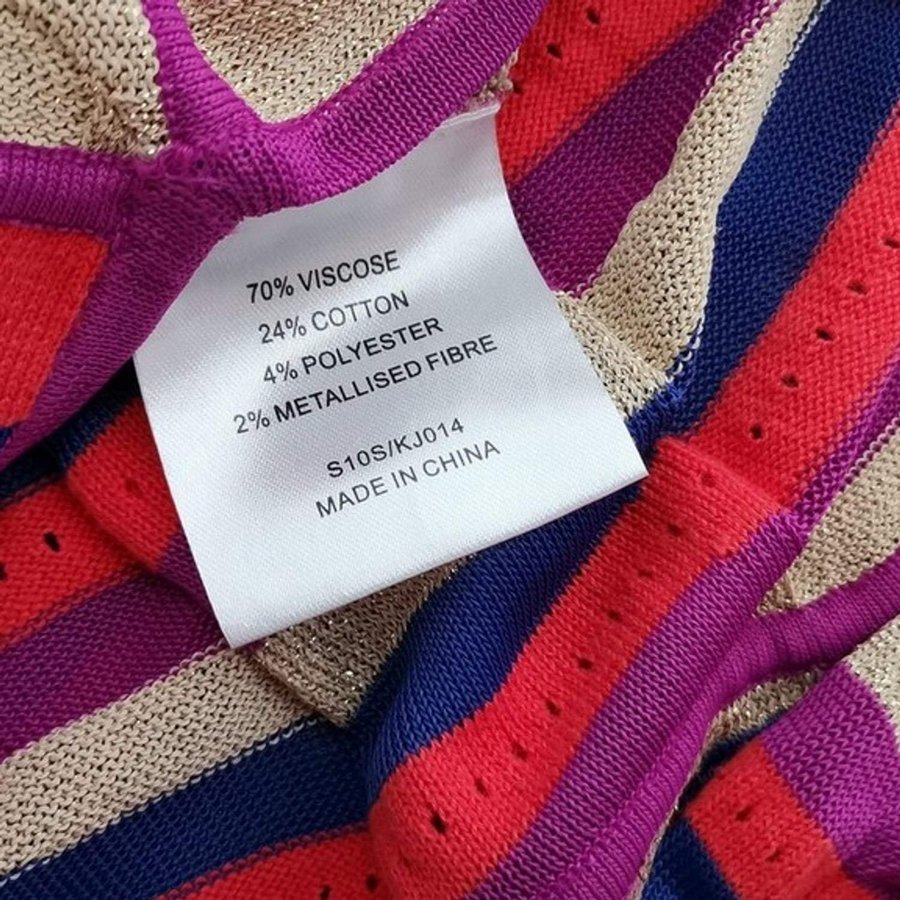 70% VISCOSE
24% COTTON
4% POLYESTER
2% METALLISED FIBRE
S10S/KJ014
MADE IN CHINA